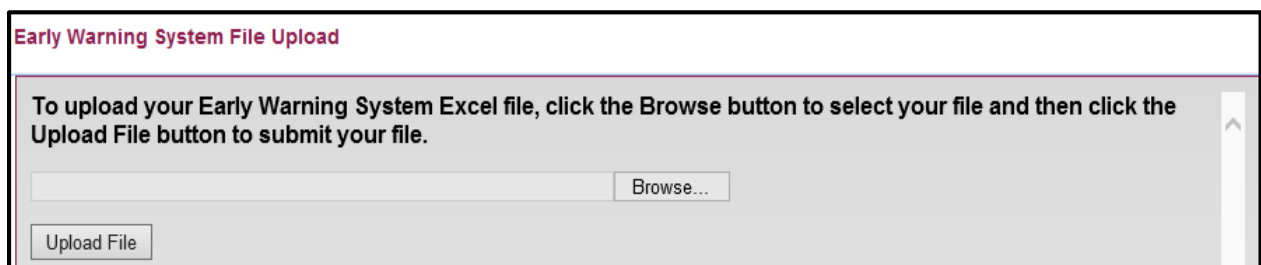 Early Warning System File Upload
To upload your Early Warning System Excel file, click the Browse button to select your file and then click the
Upload File button to submit your file.
Browse...
Upload File